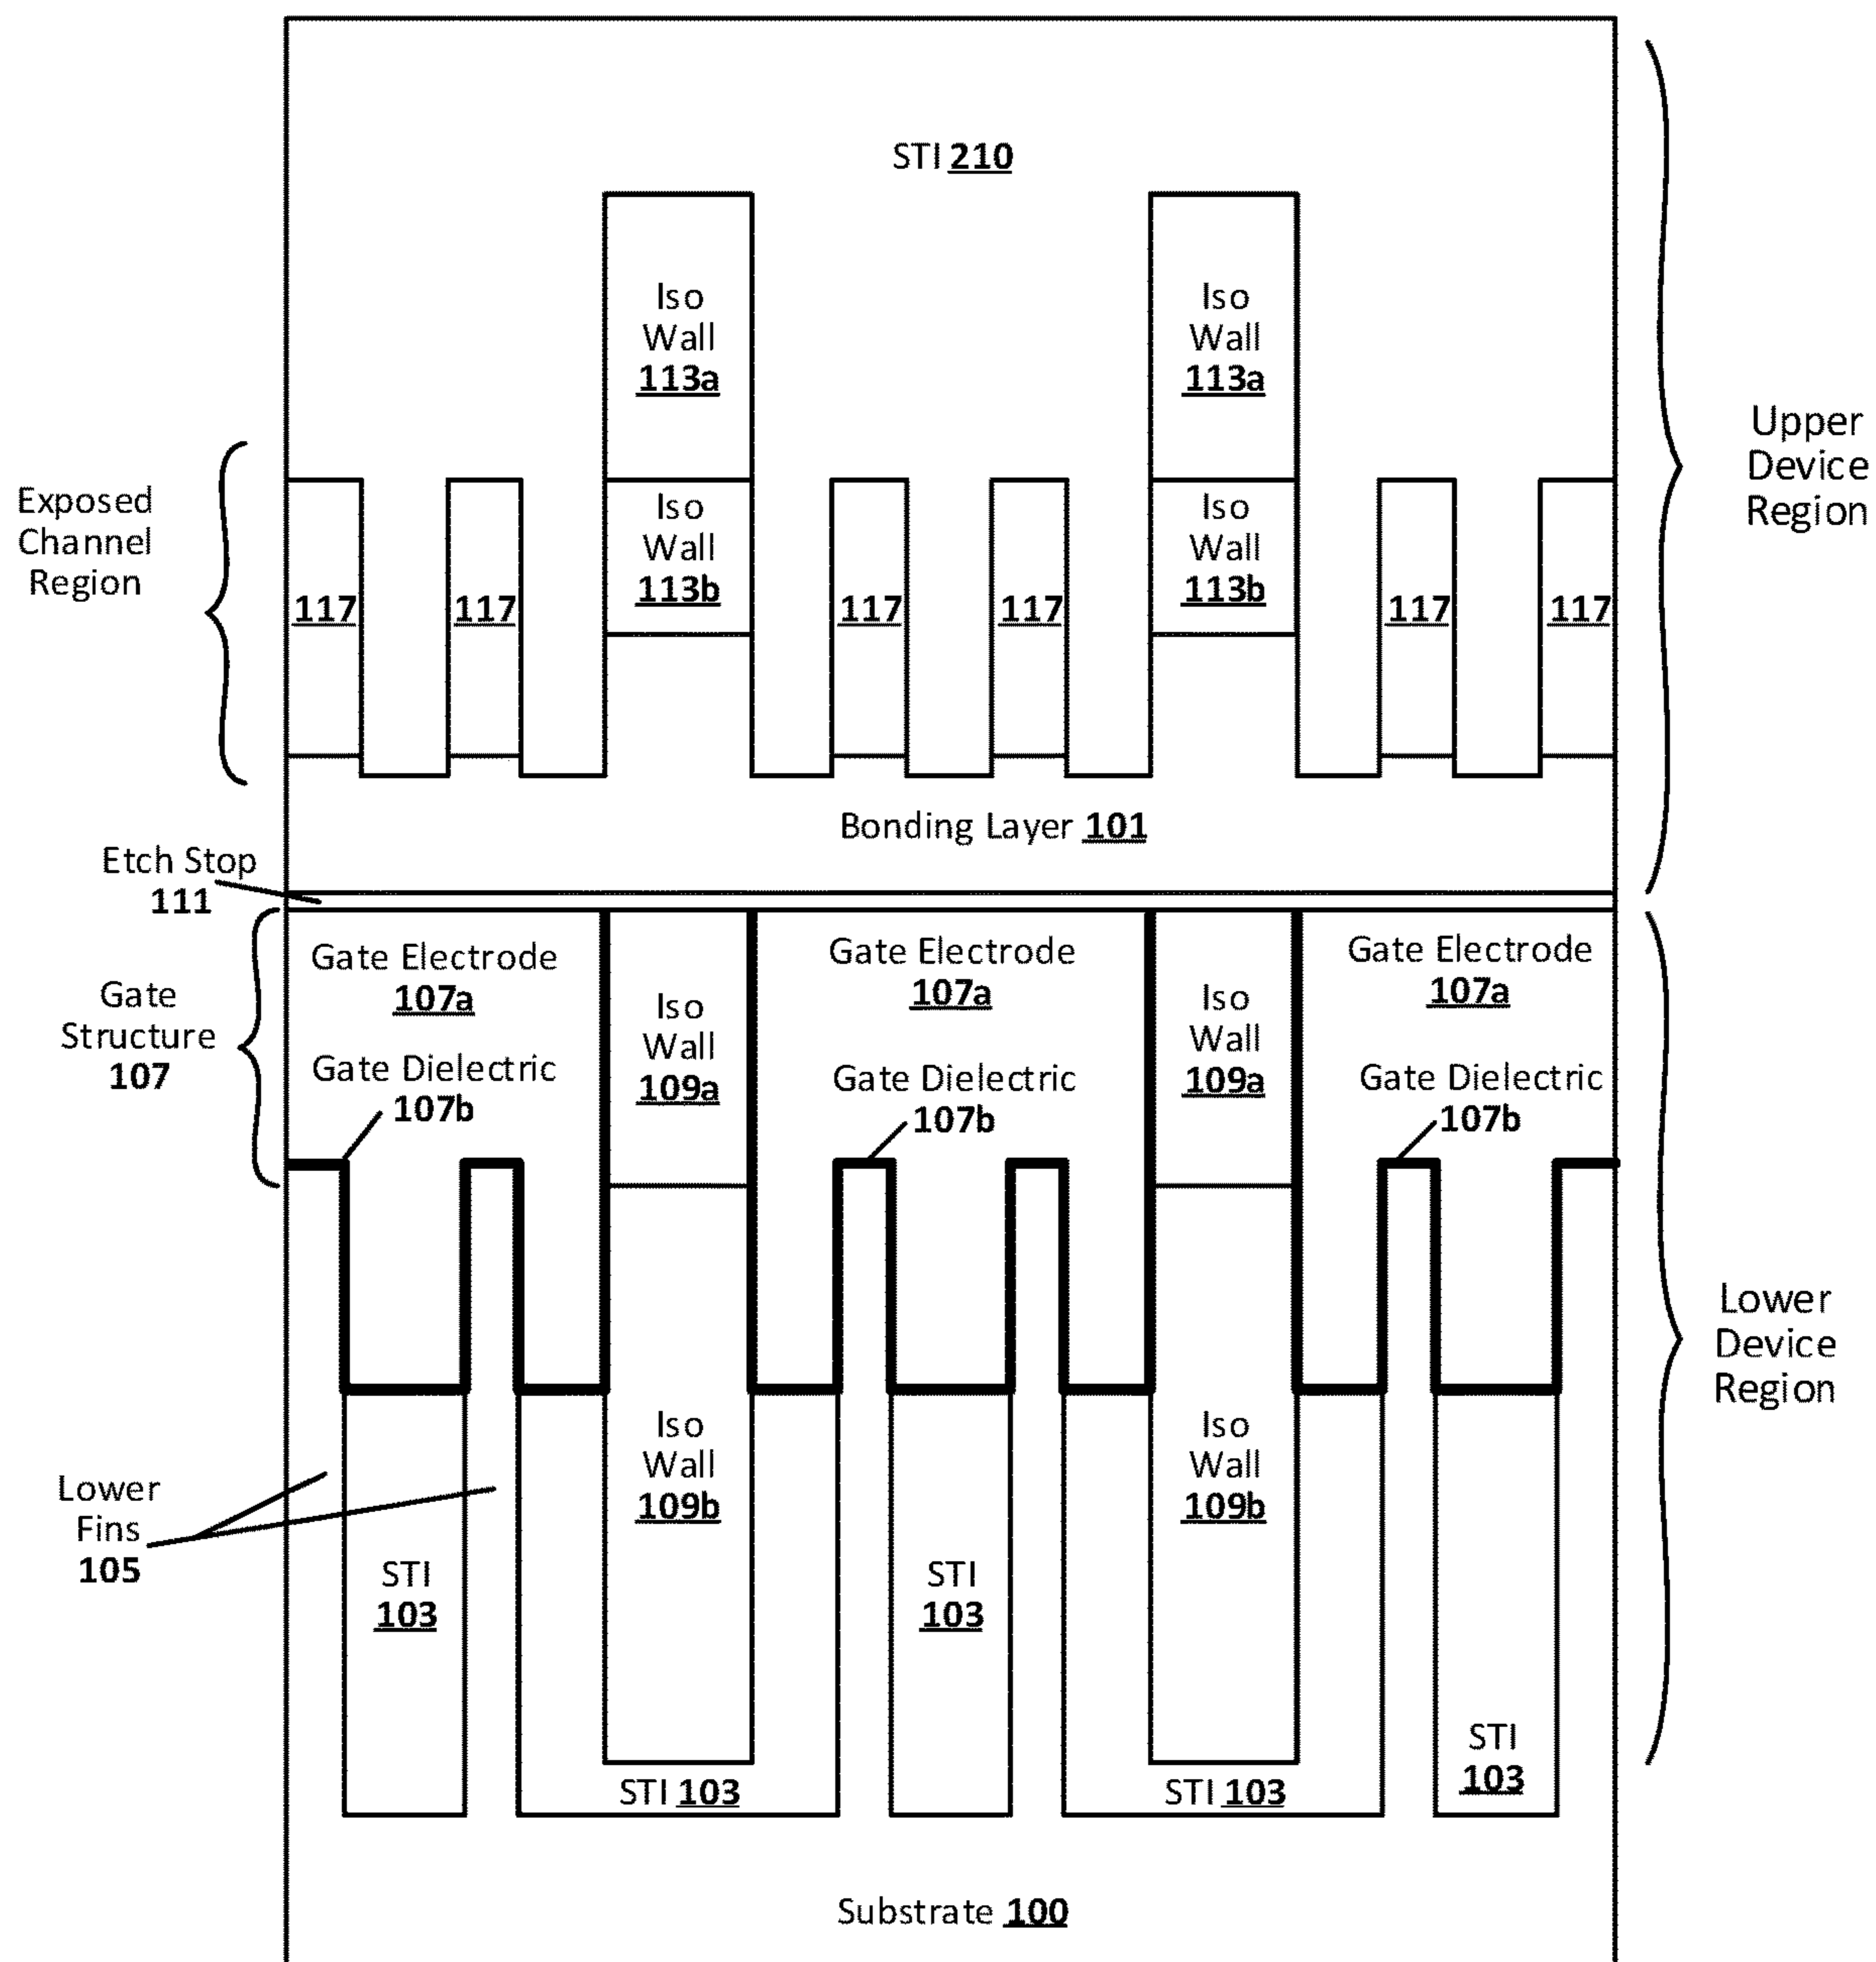 STI 210
Iso
Wall
113a
Iso
Wall
113a
Upper
Device
Region
Exposed
Channel
Region
Iso
Wall
113b
Iso
Wall
113b
117
117
117
117
117
117
Bonding Layer 101
Etch Stop
111
Gate
Structure
107
Gate Electrode
107a
Gate Electrode
107a
Gate Electrode
107a
Iso
Wall
109a
Iso
Wall
109a
Gate Dielectric
107b
Gate Dielectric
107b
Gate Dielectric
107b
Lower
Device
Region
Iso
Wall
109b
Iso
Wall
109b
Lower
Fins
105
STI
103
STI
103
STI
103
STI 103
STI 103
Substrate 100